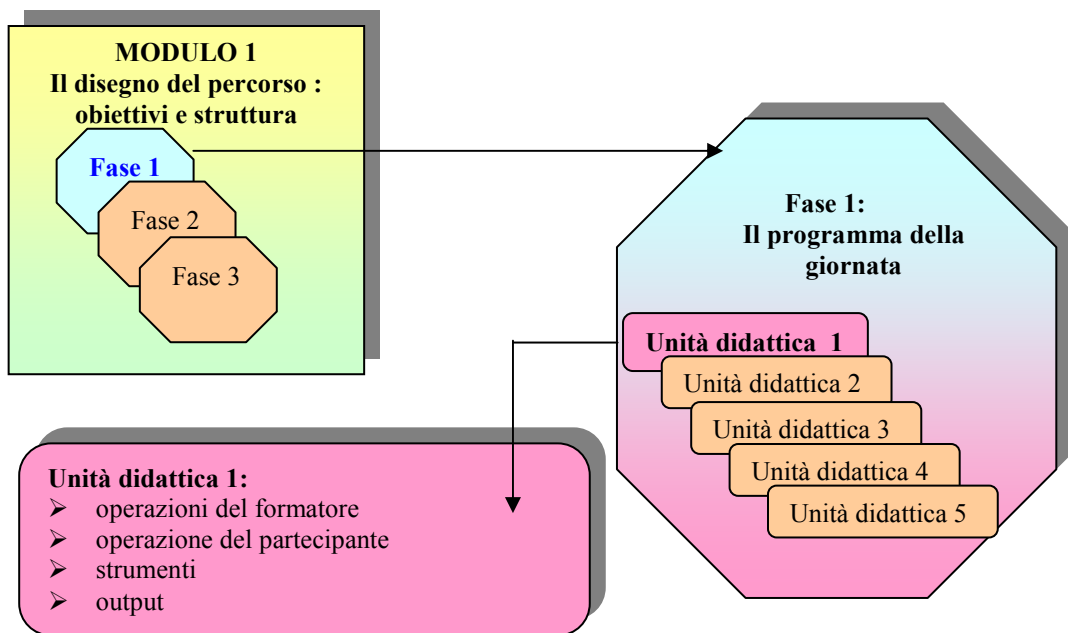 MODULO 1
Il disegno del percorso :
obiettivi e struttura
Fase 1
Fase 2
Fase 3
Fase 1:
Il programma della
giornata
Unità didattica 1
Unità didattica 2
Unità didattica 3
Unità didattica 4
Unità didattica 5
Unità didattica 1:
➢ operazioni del formatore
➢ operazione del partecipante
➢ strumenti
➢ output